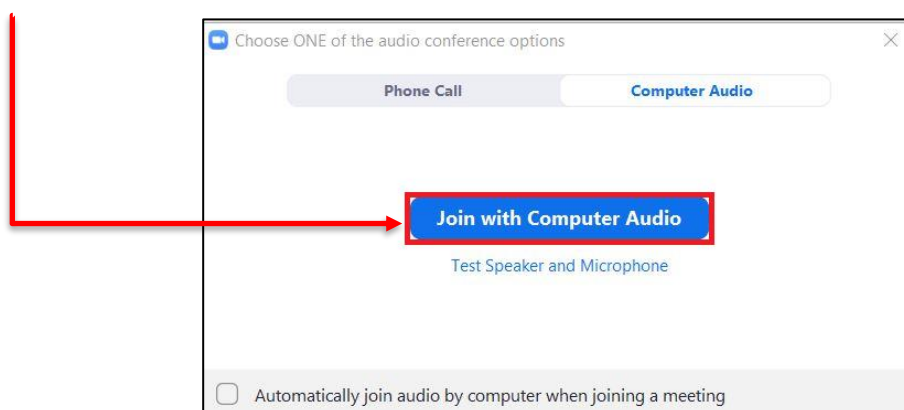 Choose ONE of the audio conference options
Phone Call Computer Audio
Join with Computer Audio
Test Speaker and Microphone
Automatically join audio by computer when joining a meeting